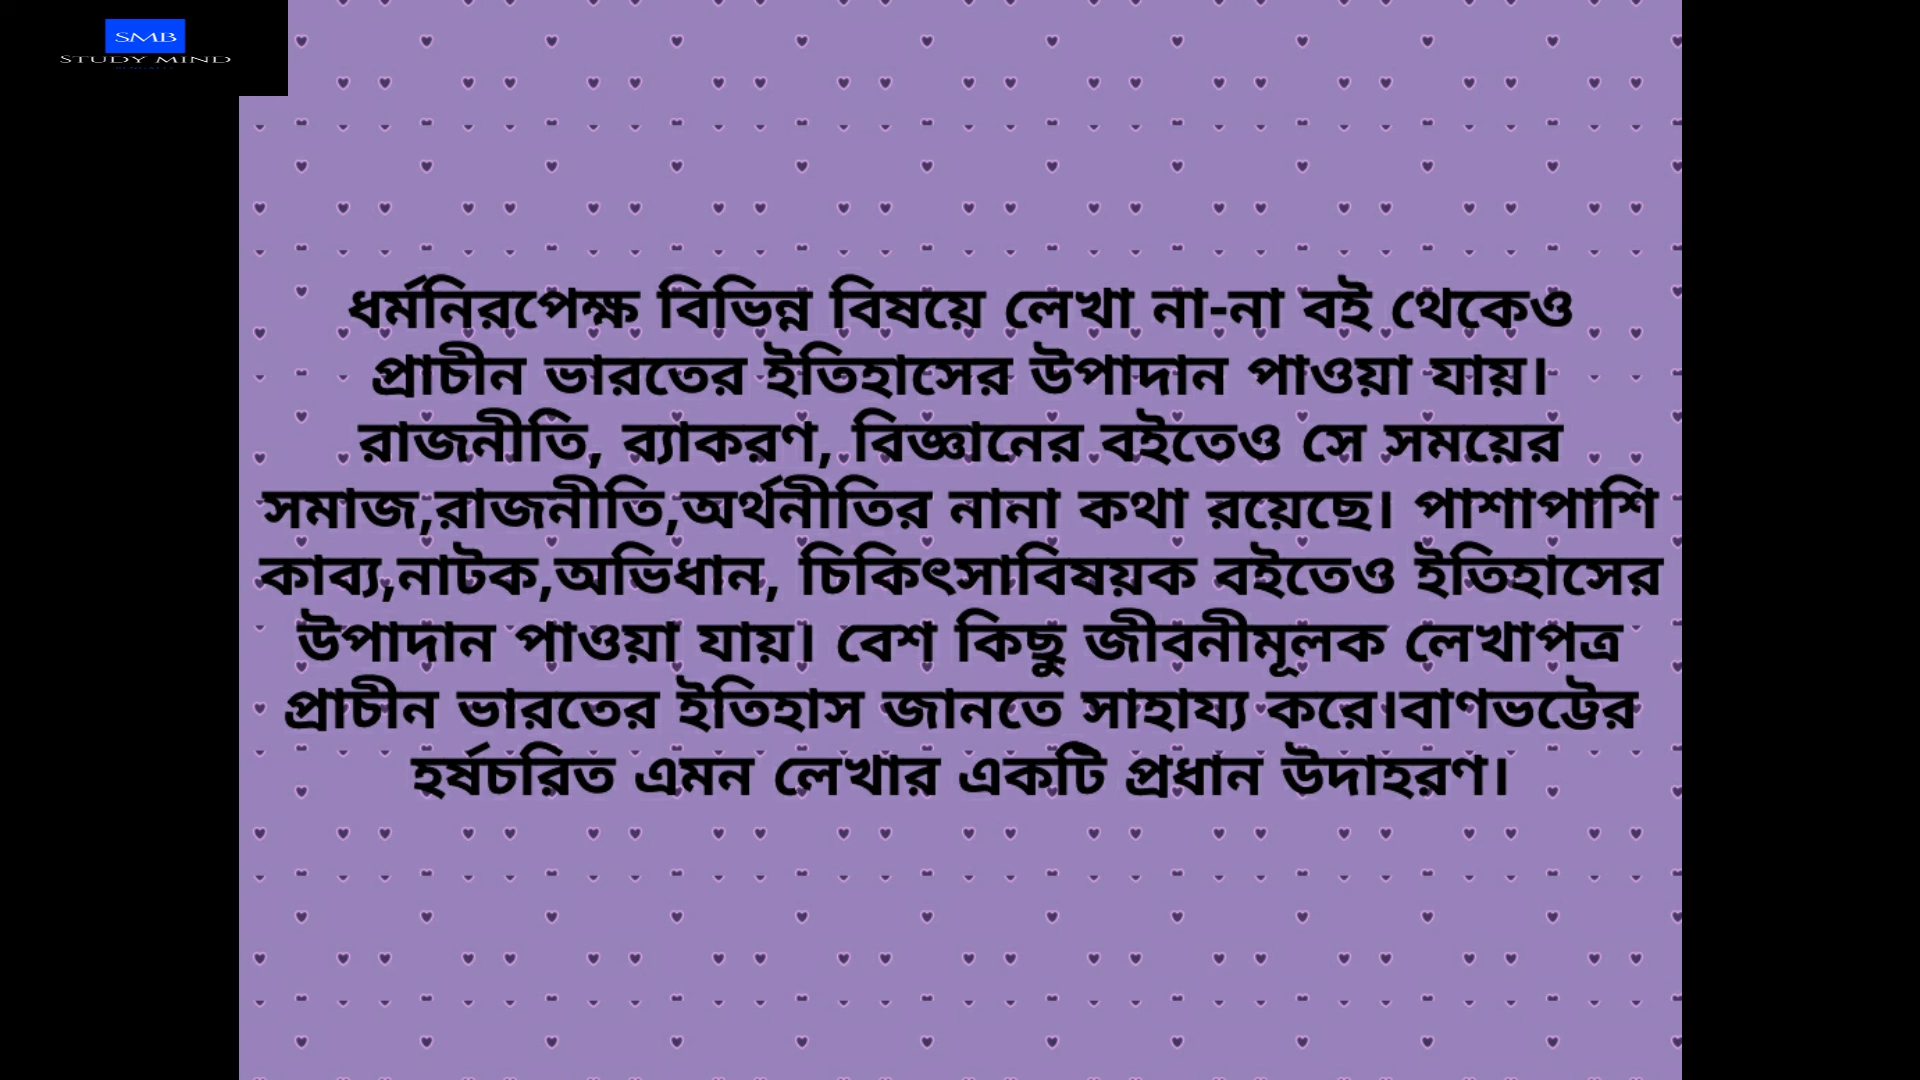 SMB
STUDY MIND
ধর্মনিরপেক্ষ বিভিন্ন বিষয়ে লেখা না-না বই থেকেও
প্রাচীন ভারতের ইতিহাসের উপাদান পাওয়া যায়।
রাজনীতি, ব্যাকরণ, বিজ্ঞানের বইতেও সে সময়ের
সমাজ,রাজনীতি,অর্থনীতির নানা কথা রয়েছে। পাশাপাশি
কাব্য,নাটক,অভিধান, চিকিৎসাবিষয়ক বইতেও ইতিহাসের
উপাদান পাওয়া যায়। বেশ কিছু জীবনীমূলক লেখাপত্র
প্রাচীন ভারতের ইতিহাস জানতে সাহায্য করে।বাণভট্টের
হর্ষচরিত এমন লেখার একটি প্রধান উদাহরণ।